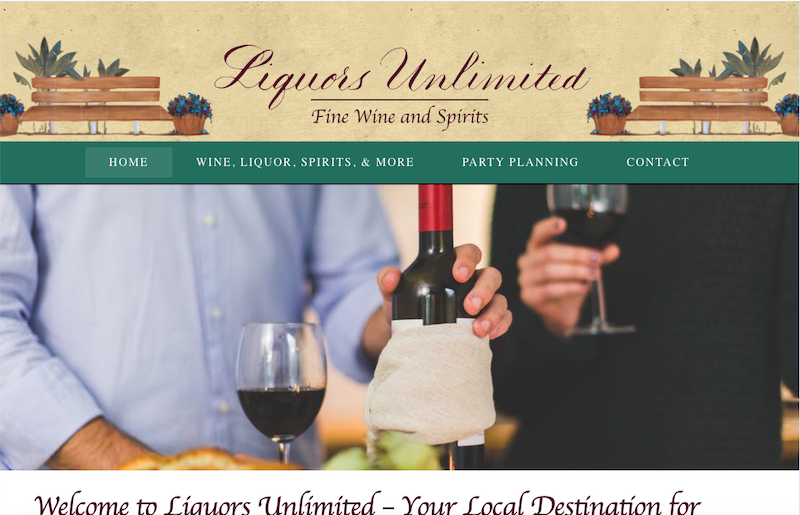 Liquors Unlimited
Fine Wine and Spirits
HOME WINE, LIQUOR, SPIRITS, & MORE PARTY PLANNING CONTACT
Welcome to Liquors Unlimited – Your Local Destination for